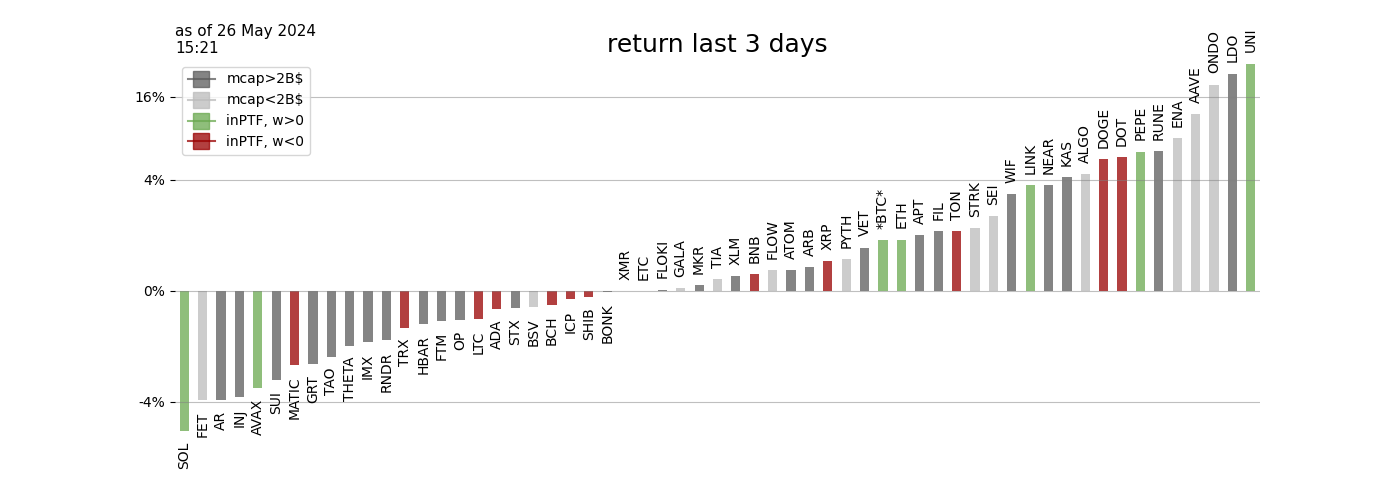 as of 26 May 2024
15:21
return last 3 days
mcap>2B$
mcap<2B$
inPTF, w>0
inPTF, w<0
16%
4%
0%
-4%
SOL
FET
AR
INJ
AVAX
SUI
MATIC
GRT
TAO
THETA
IMX
RNDR
TRX
HBAR
FTM
OP
LTC
ADA
STX
BSV
BCH
ICP
SHIB
BONK
XMR
ETC
FLOKI
GALA
MKR
TIA
XLM
BNB
FLOW
ATOM
ARB
XRP
PYTH
VET
*BTC*
ETH
APT
FIL
TON
STRK
SEI
WIF
LINK
NEAR
KAS
ALGO
DOGE
DOT
PEPE
RUNE
ENA
AAVE
ONDO
LDO
UNI